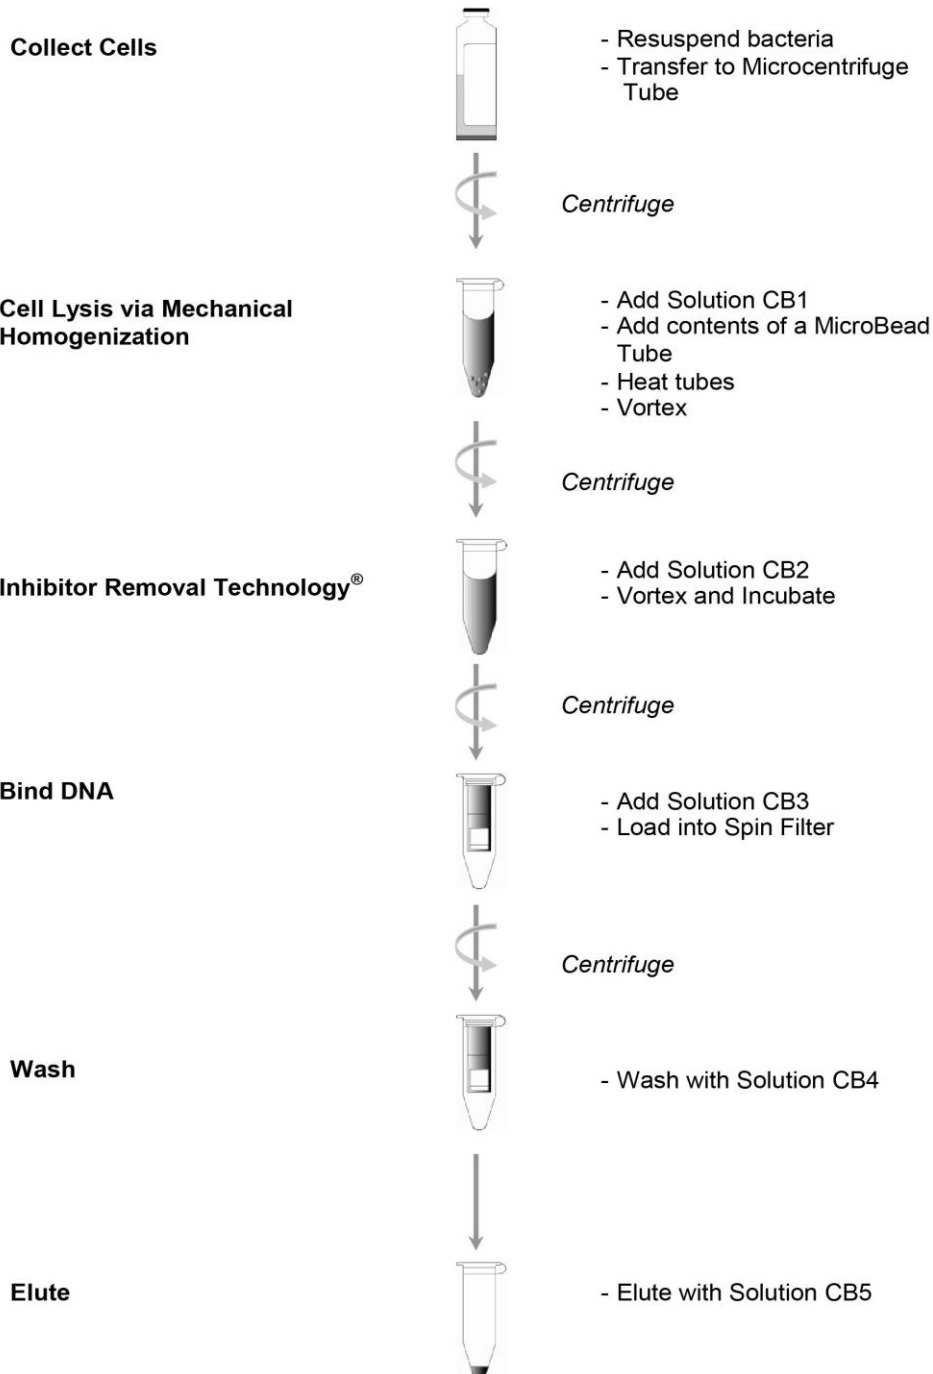 Collect Cells
- Resuspend bacteria
- Transfer to Microcentrifuge
Tube
Centrifuge
Cell Lysis via Mechanical
Homogenization
- Add Solution CB1
- Add contents of a MicroBead
Tube
- Heat tubes
- Vortex
Centrifuge
Inhibitor Removal Technology®
- Add Solution CB2
- Vortex and Incubate
Centrifuge
Bind DNA
- Add Solution CB3
- Load into Spin Filter
Centrifuge
Wash
- Wash with Solution CB4
Elute
- Elute with Solution CB5